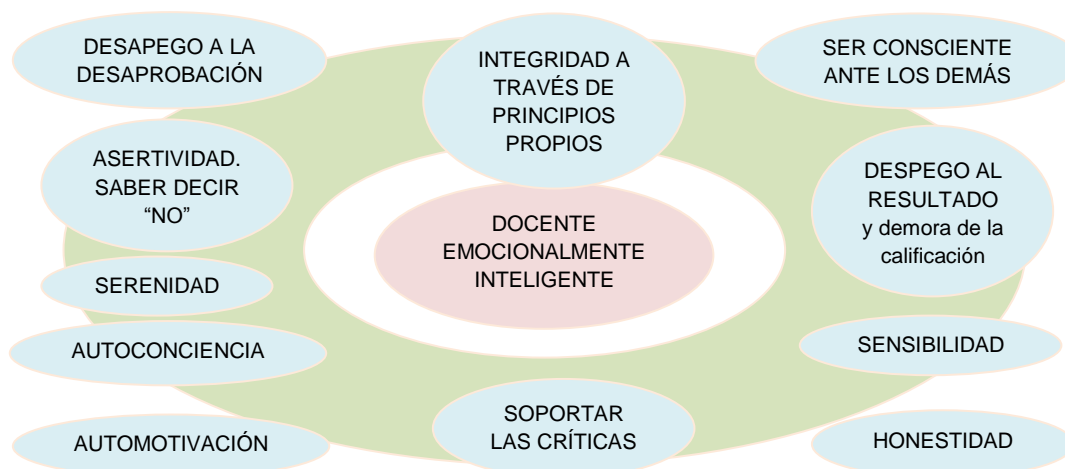 DESAPEGO A LA
DESAPROBACIÓN
INTEGRIDAD A
TRAVÉS DE
PRINCIPIOS
PROPIOS
SER CONSCIENTE
ANTE LOS DEMÁS
ASERTIVIDAD.
SABER DECIR
“NO”
DESPEGO AL
RESULTADO
y demora de la
calificación
DOCENTE
EMOCIONALMENTE
INTELIGENTE
SERENIDAD
AUTOCONCIENCIA
SENSIBILIDAD
AUTOMOTIVACIÓN
SOPORTAR
LAS CRÍTICAS
HONESTIDAD